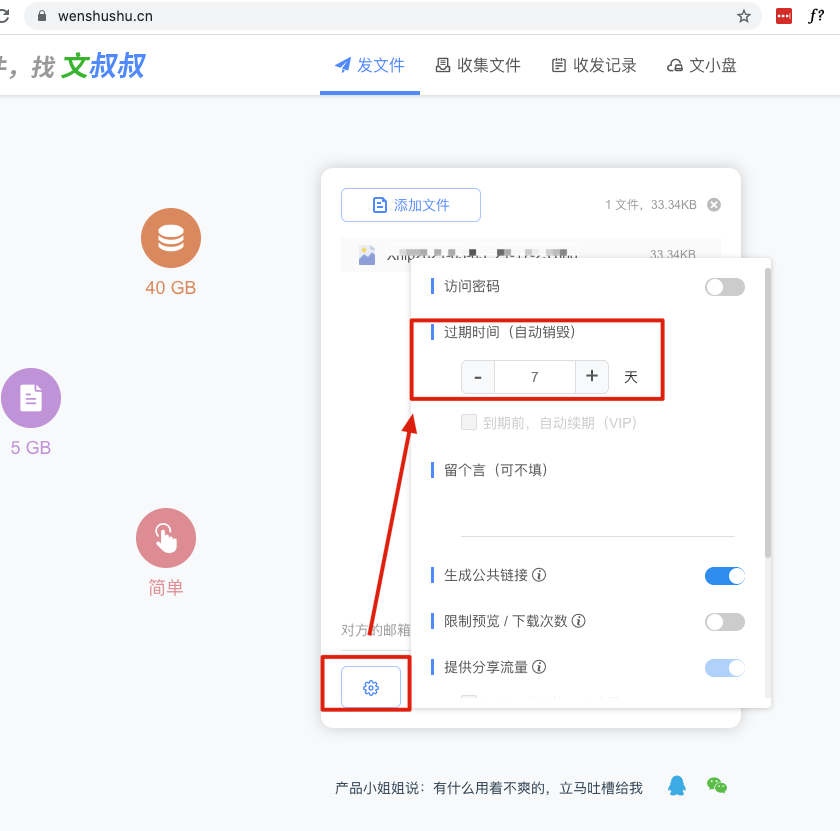 wenshushu.cn
f?
件，找 文叔叔
发文件
收集文件
收发记录
文小盘
添加文件
1 文件，33.34KB
33.34KB
40 GB
访问密码
过期时间（自动销毁）
- 7 + 天
到期前，自动续期（VIP）
5 GB
留个言（可不填）
简单
生成公共链接
限制预览 / 下载次数
对方的邮箱
提供分享流量
产品小姐姐说：有什么用着不爽的，立马吐槽给我